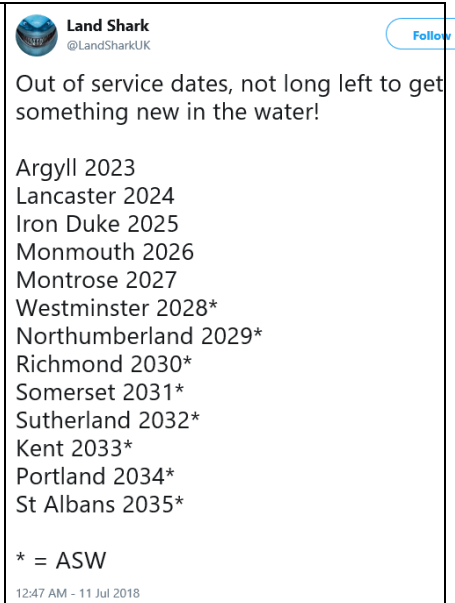 Land Shark
@LandSharkUK
Follow
Out of service dates, not long left to get
something new in the water!
Argyll 2023
Lancaster 2024
Iron Duke 2025
Monmouth 2026
Montrose 2027
Westminster 2028*
Northumberland 2029*
Richmond 2030*
Somerset 2031*
Sutherland 2032*
Kent 2033*
Portland 2034*
St Albans 2035*
* = ASW
12:47 AM - 11 Jul 2018